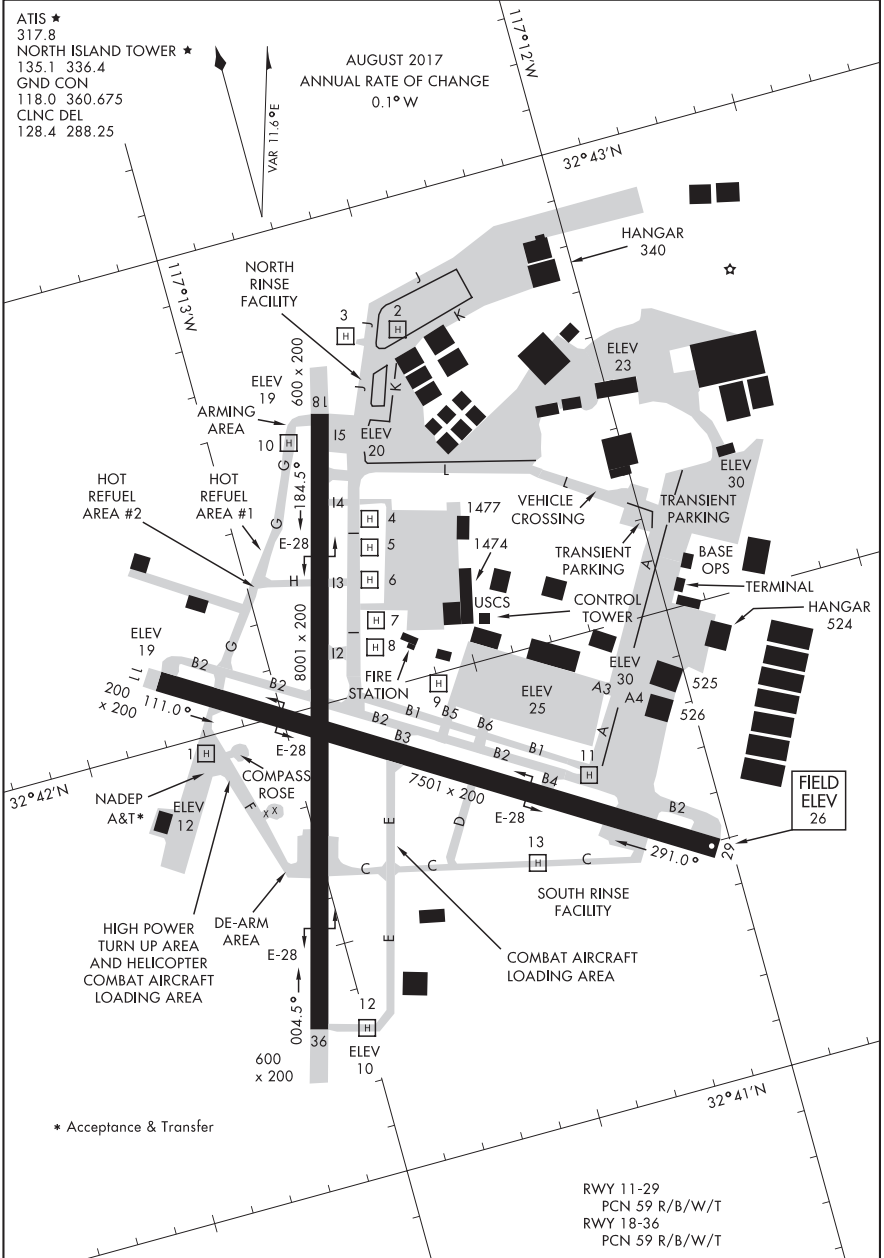 ATIS ★
317.8
NORTH ISLAND TOWER ★
135.1 336.4
GND CON
118.0 360.675
CLNC DEL
128.4 288.25
VAR 11.6°E
AUGUST 2017
ANNUAL RATE OF CHANGE
0.1° W
117°12'W
32°43'N
117°13'W
HANGAR
340
NORTH
RINSE
FACILITY
J
J
K
3
H
2
H
J
K
600 x 200
ELEV
19
18
ELEV
23
ARMING
AREA
10
H
I5
ELEV
20
L
L
ELEV
30
HOT
REFUEL
AREA #2
HOT
REFUEL
AREA #1
G
G
184.5°
I4
VEHICLE
CROSSING
TRANSIENT
PARKING
1477
1474
H
4
H
5
H
6
I
E-28
H
I3
TRANSIENT
PARKING
A
BASE
OPS
TERMINAL
HANGAR
524
USCS
CONTROL
TOWER
8001 x 200
H
7
H
8
I
I2
FIRE
STATION
ELEV
19
B2
G
B2
11
200
x 200
111.0°
H
9
B1
B5
B6
B2
B3
B2
B1
B4
ELEV
25
ELEV
30
A3
A4
A
525
526
11
H
E-28
1
H
COMPASS
ROSE
7501 x 200
E-28
B2
FIELD
ELEV
26
29
291.0°
32°42'N
NADEP
A&T*
ELEV
12
F
X X
E
D
C
C
13
H
C
SOUTH RINSE
FACILITY
HIGH POWER
TURN UP AREA
AND HELICOPTER
COMBAT AIRCRAFT
LOADING AREA
DE-ARM
AREA
E-28
E
COMBAT AIRCRAFT
LOADING AREA
004.5°
12
H
36
ELEV
10
600
x 200
32°41'N
* Acceptance & Transfer
RWY 11-29
PCN 59 R/B/W/T
RWY 18-36
PCN 59 R/B/W/T